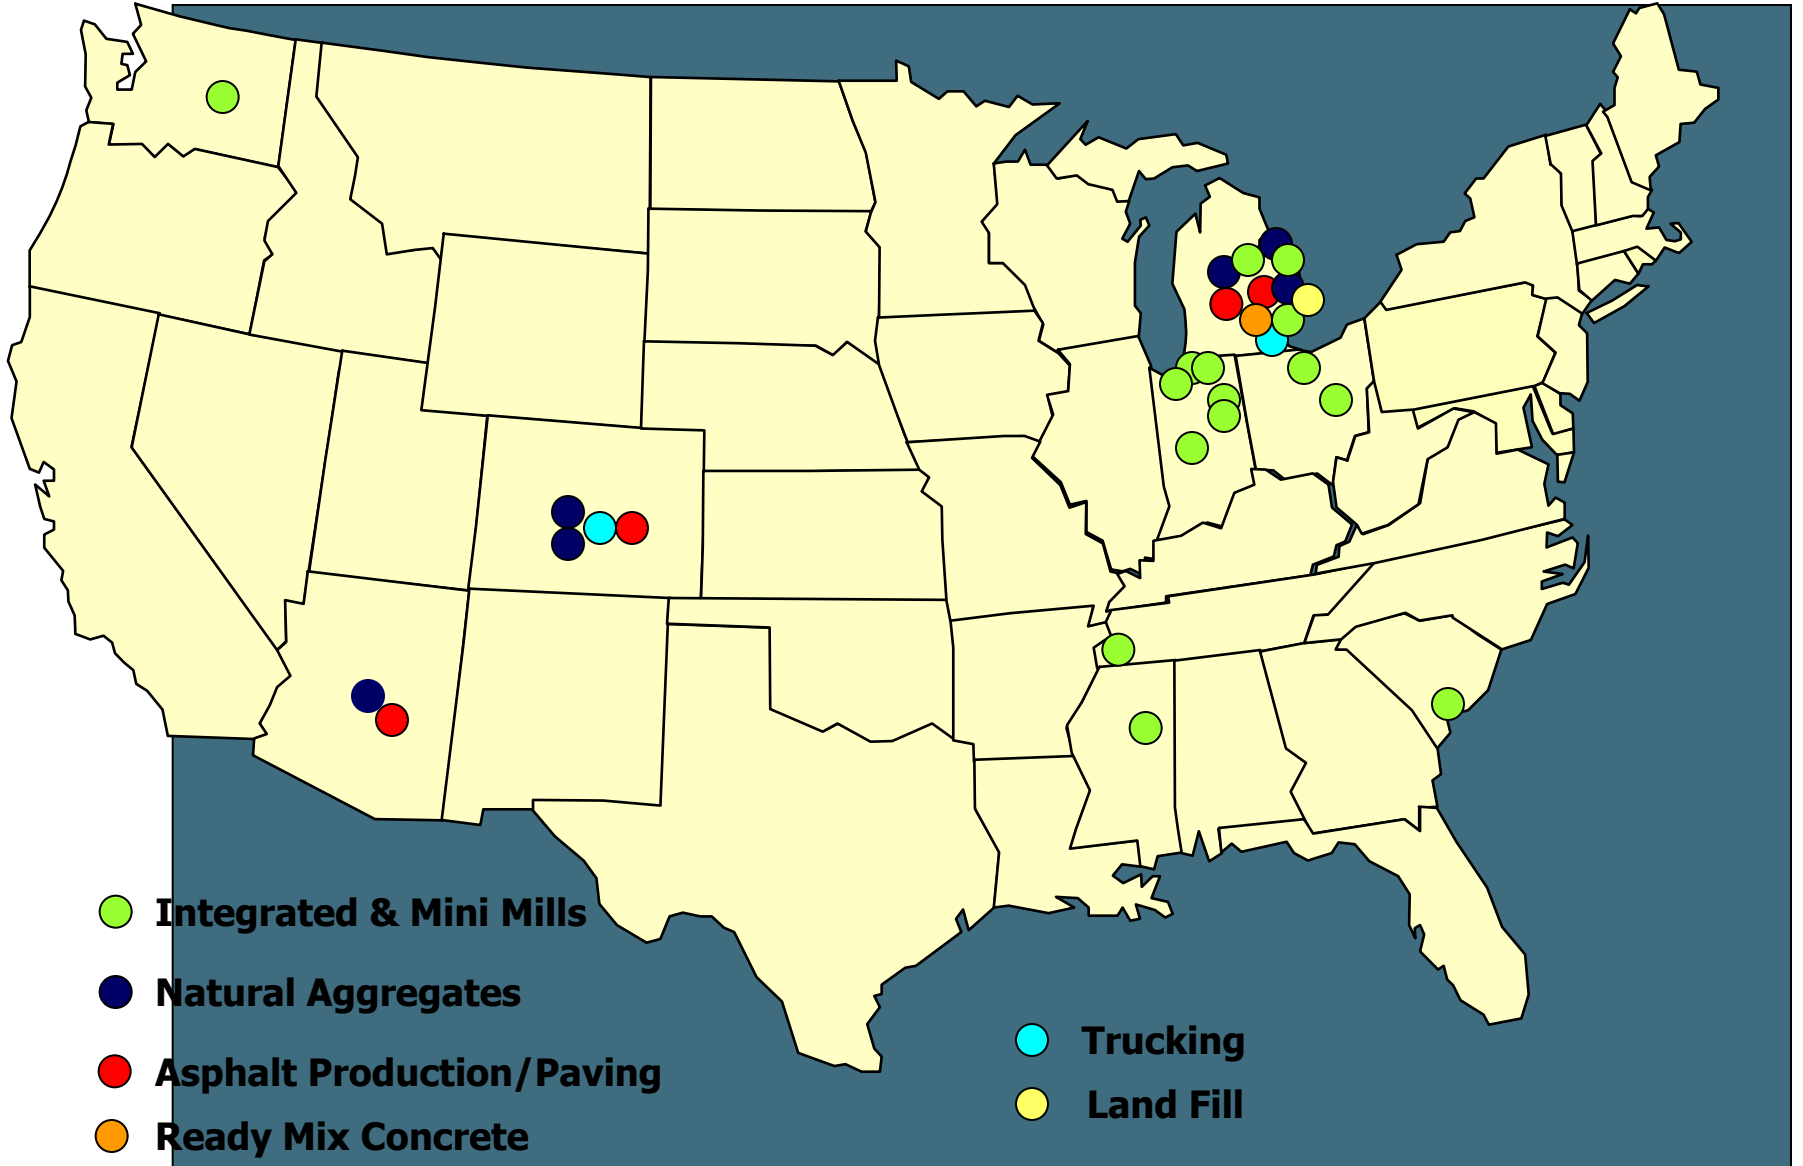 Integrated & Mini Mills
Natural Aggregates
Asphalt Production/Paving
Ready Mix Concrete
Trucking
Land Fill